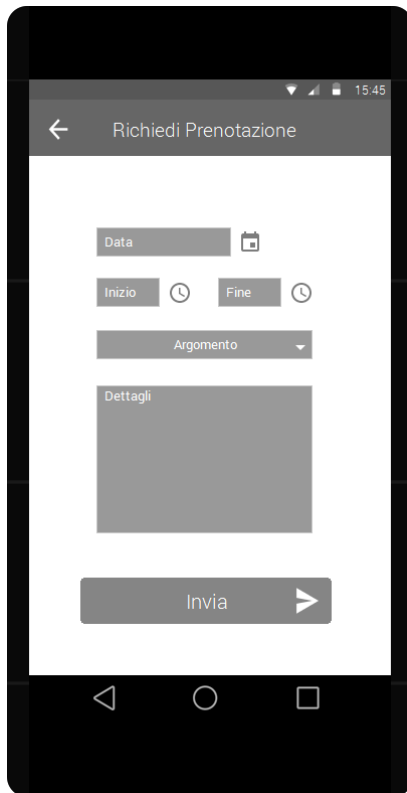 15:45
Richiedi Prenotazione
Data
Inizio Fine
Argomento
Dettagli
Invia